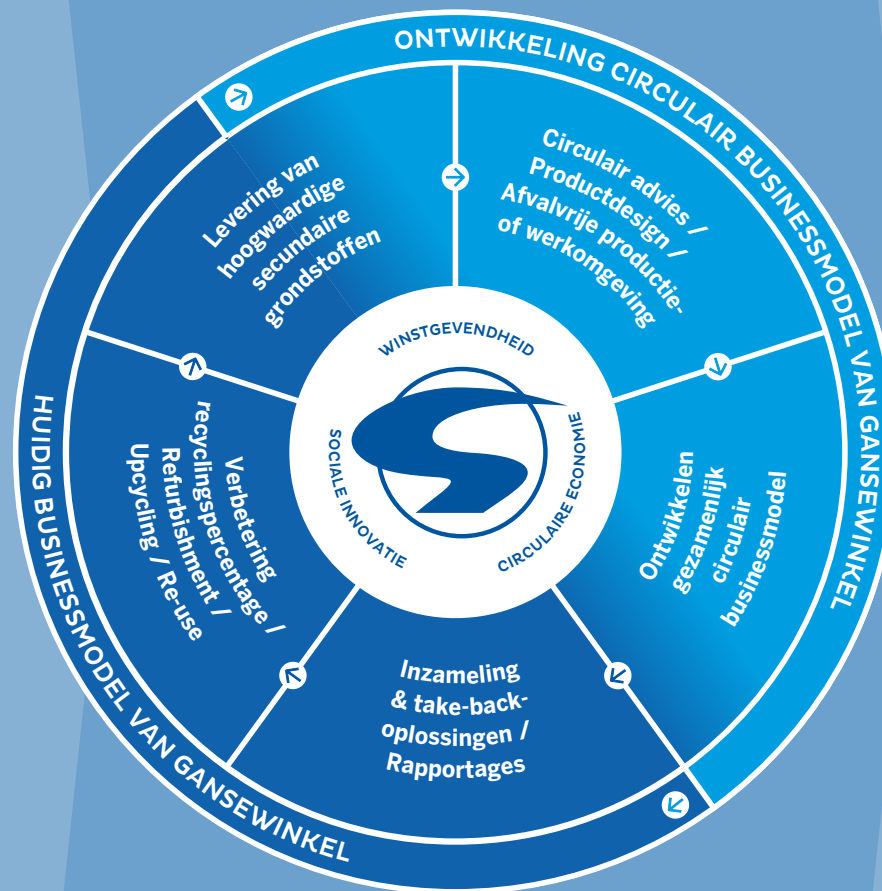 ONTWIKKELING CIRCULAIR BUSINESSMODEL VAN GANSEWINKEL
Circulair advies /
Productdesign /
Afvalvrije productie-
of werkomgeving
Ontwikkelen
gezamenlijk
circulair
businessmodel
Inzameling
& take-back-
oplossingen /
Rapportages
Verbetering
recyclingspercentage /
Refurbishment /
Upcycling / Re-use
Levering van
hoogwaardige
secundaire
grondstoffen
HUIDIG BUSINESSMODEL VAN GANSEWINKEL
WINSTGEVENDHEID
CIRCULAIRE ECONOMIE
SOCIALE INNOVATIE